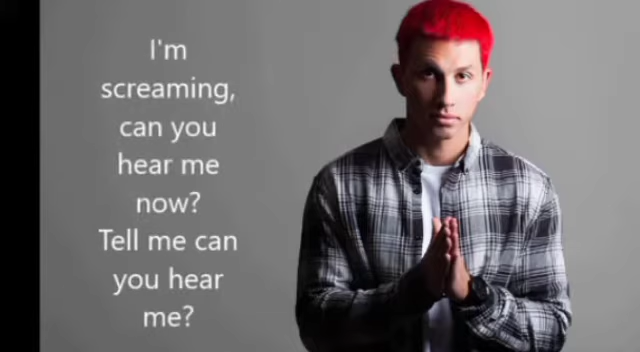 I'm
screaming,
can you
hear me
now?
Tell me can
you hear
me?